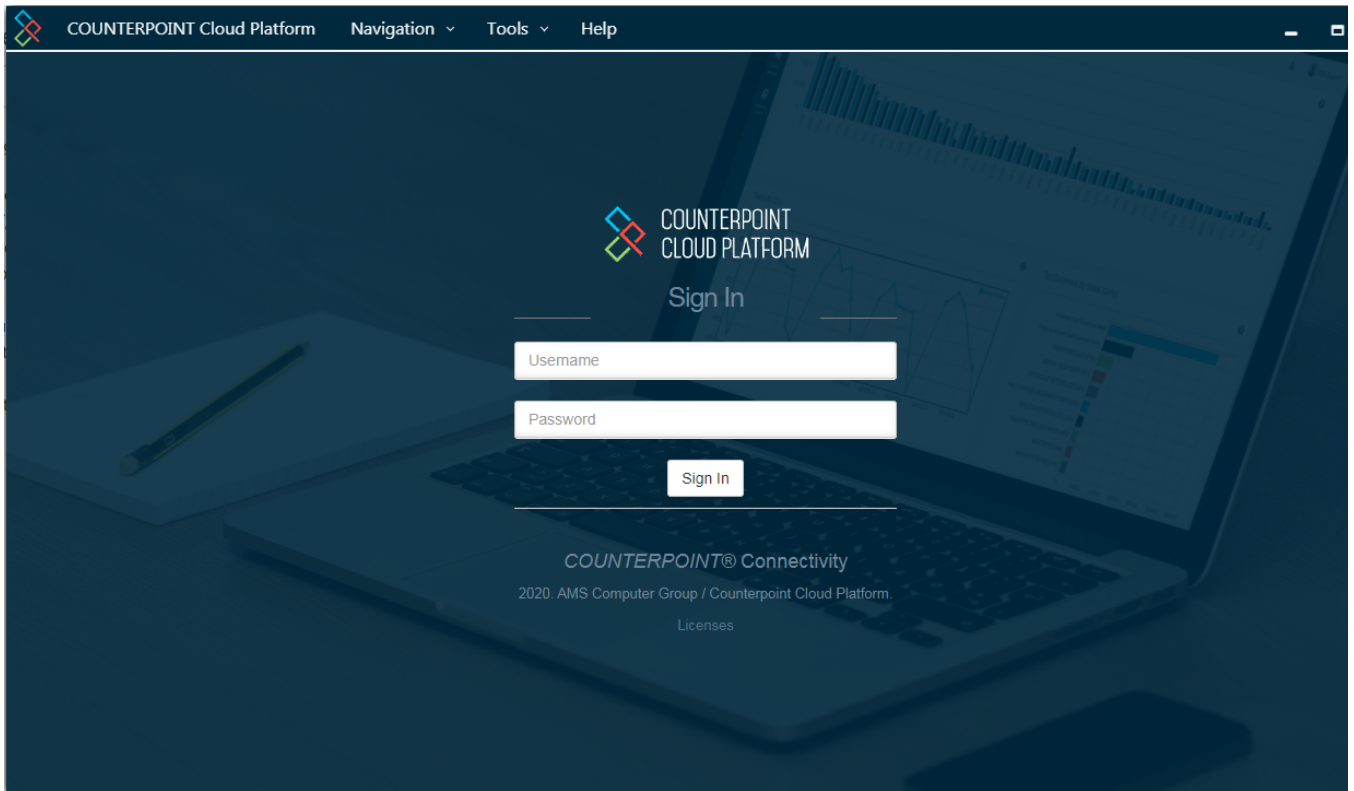 COUNTERPOINT Cloud Platform Navigation Tools Help
COUNTERPOINT
CLOUD PLATFORM
Sign In
Username
Password
Sign In
COUNTERPOINT® Connectivity
2020. AMS Computer Group / Counterpoint Cloud Platform.
Licenses